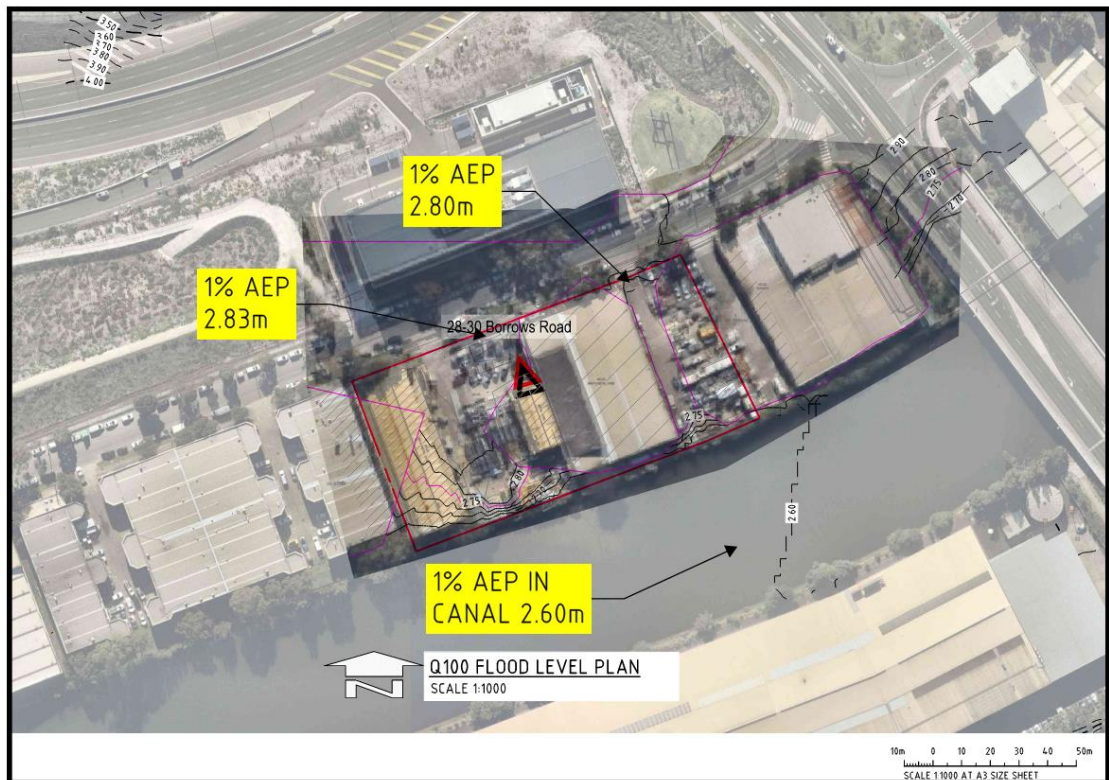 3.50
3.60
3.70
3.80
3.90
4.00
1% AEP
2.80m
2.90
2.80
2.75
2.70
1% AEP
2.83m
28-30 Borrows Road
2.75
2.80
2.75
2.60
1% AEP IN
CANAL 2.60m
Q100 FLOOD LEVEL PLAN
SCALE 1:1000
10m 0 10 20 30 40 50m
SCALE 1:1000 AT A3 SIZE SHEET